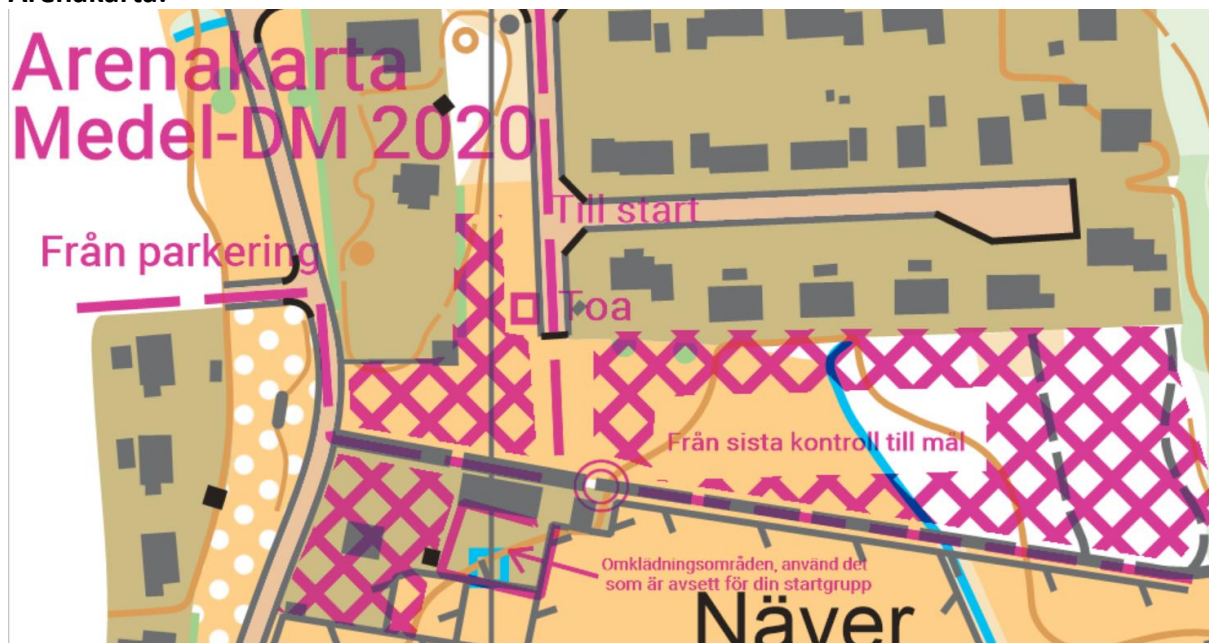 Arenakarta:
Arenakarta
Medel-DM 2020
Till start
Från parkering
Toa
Från sista kontroll till mål
Omklädningsområden, använd det
som är avsett för din startgrupp
Näver